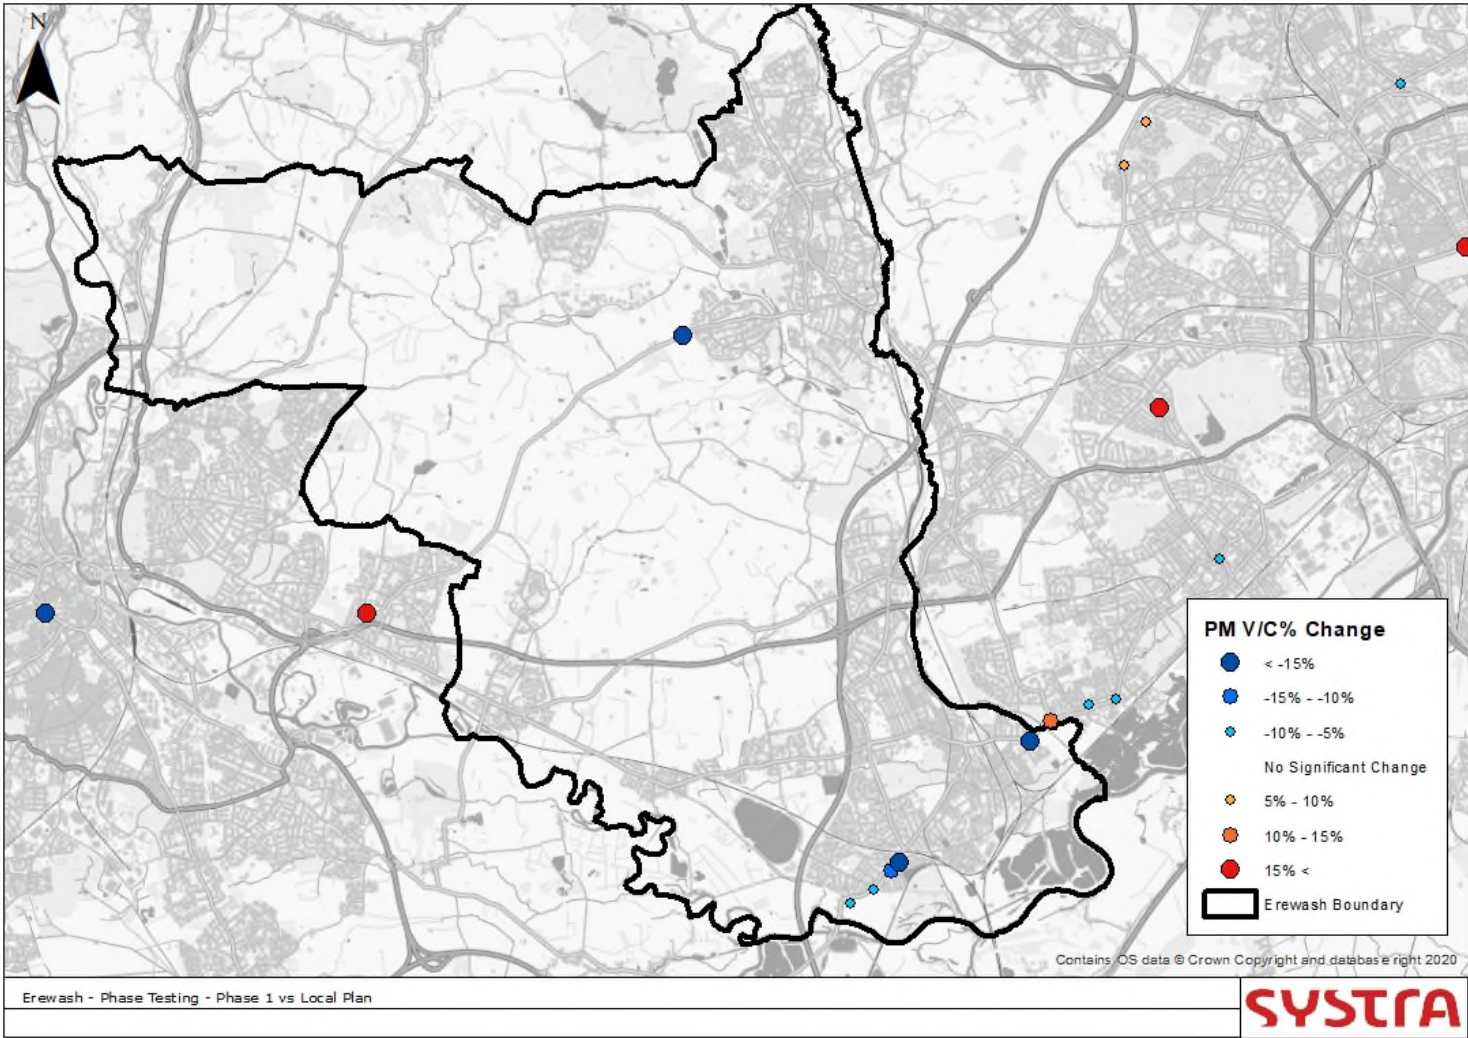 N
PM V/C% Change
< -15%
-15% - -10%
-10% - -5%
No Significant Change
5% - 10%
10% - 15%
15% <
Erewash Boundary
Contains OS data © Crown Copyright and database right 2020
Erewash - Phase Testing - Phase 1 vs Local Plan
SYSTRA